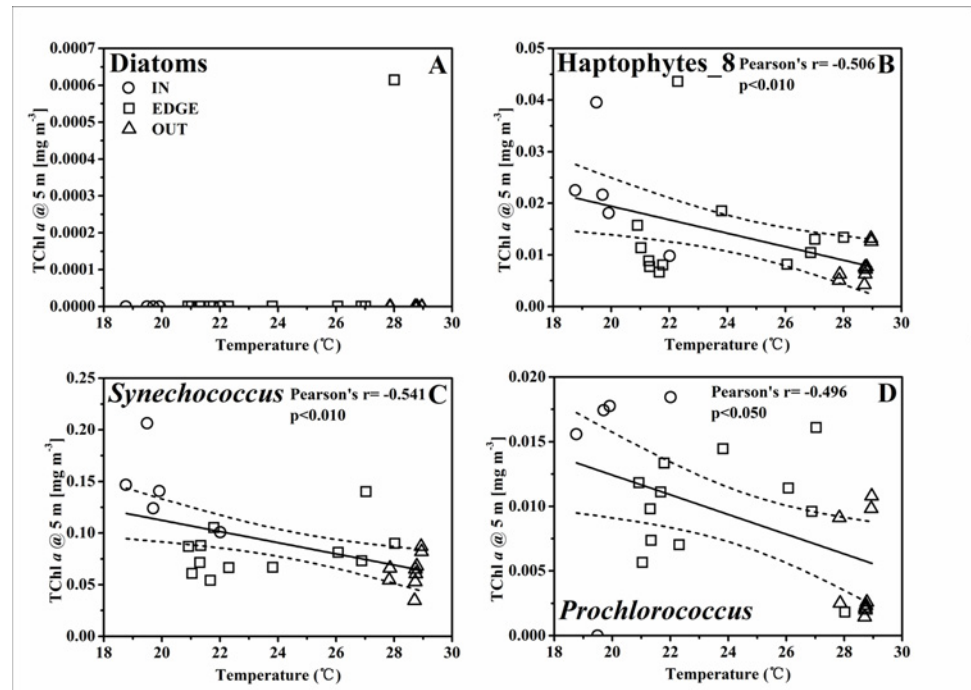 Diatoms A
IN
EDGE
OUT
0.0007
0.0006
0.0005
0.0004
0.0003
0.0002
0.0001
0.0000
18 20 22 24 26 28 30
Temperature (℃)
TChl a @ 5 m [mg m⁻³]
Haptophytes_8 Pearson's r= -0.506 B
p<0.010
0.05
0.04
0.03
0.02
0.01
0.00
18 20 22 24 26 28 30
Temperature (℃)
TChl a @ 5 m [mg m⁻³]
Synechococcus Pearson's r= -0.541 C
p<0.010
0.25
0.20
0.15
0.10
0.05
0.00
18 20 22 24 26 28 30
Temperature (℃)
TChl a @ 5 m [mg m⁻³]
Pearson's r= -0.496 D
p<0.050
0.020
0.015
0.010
0.005
0.000
Prochlorococcus
18 20 22 24 26 28 30
Temperature (℃)
TChl a @ 5 m [mg m⁻³]